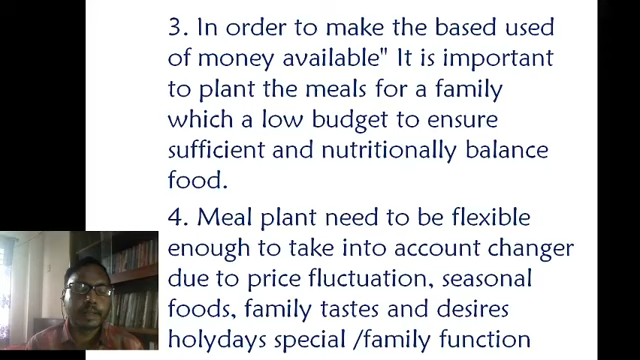 3. In order to make the based used
of money available" It is important
to plant the meals for a family
which a low budget to ensure
sufficient and nutritionally balance
food.
4. Meal plant need to be flexible
enough to take into account changer
due to price fluctuation, seasonal
foods, family tastes and desires
holydays special /family function